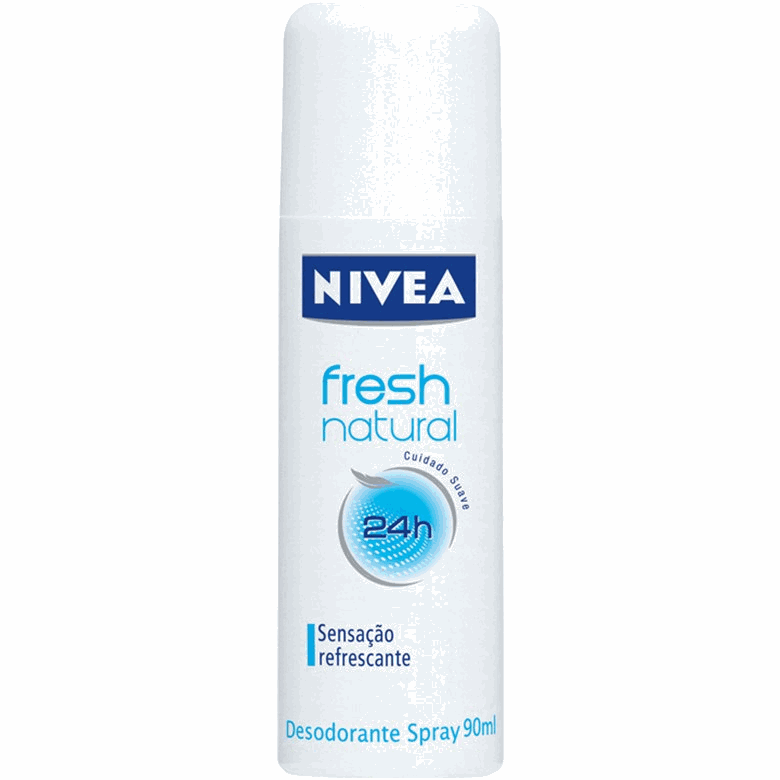 NIVEA
fresh
natural
Cuidado Suave
24h
Sensação
refrescante
Desodorante Spray 90ml